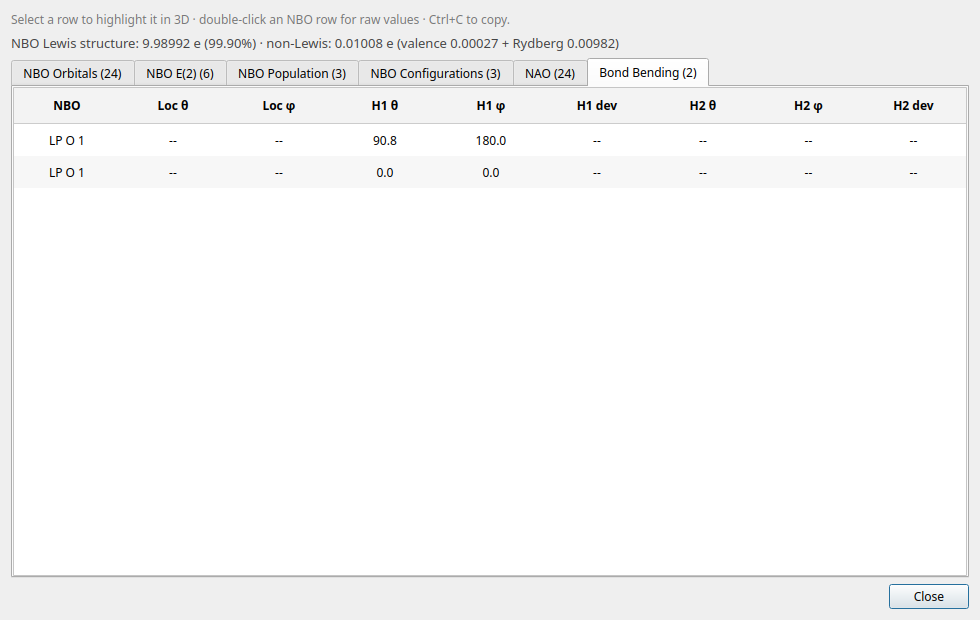 Select a row to highlight it in 3D · double-click an NBO row for raw values · Ctrl+C to copy.
NBO Lewis structure: 9.98992 e (99.90%) · non-Lewis: 0.01008 e (valence 0.00027 + Rydberg 0.00982)
NBO Orbitals (24) NBO E(2) (6) NBO Population (3) NBO Configurations (3) NAO (24) Bond Bending (2)
NBO Loc θ Loc φ H1 θ H1 φ H1 dev H2 θ H2 φ H2 dev
LP O 1 -- -- 90.8 180.0 -- -- -- --
LP O 1 -- -- 0.0 0.0 -- -- -- --
Close